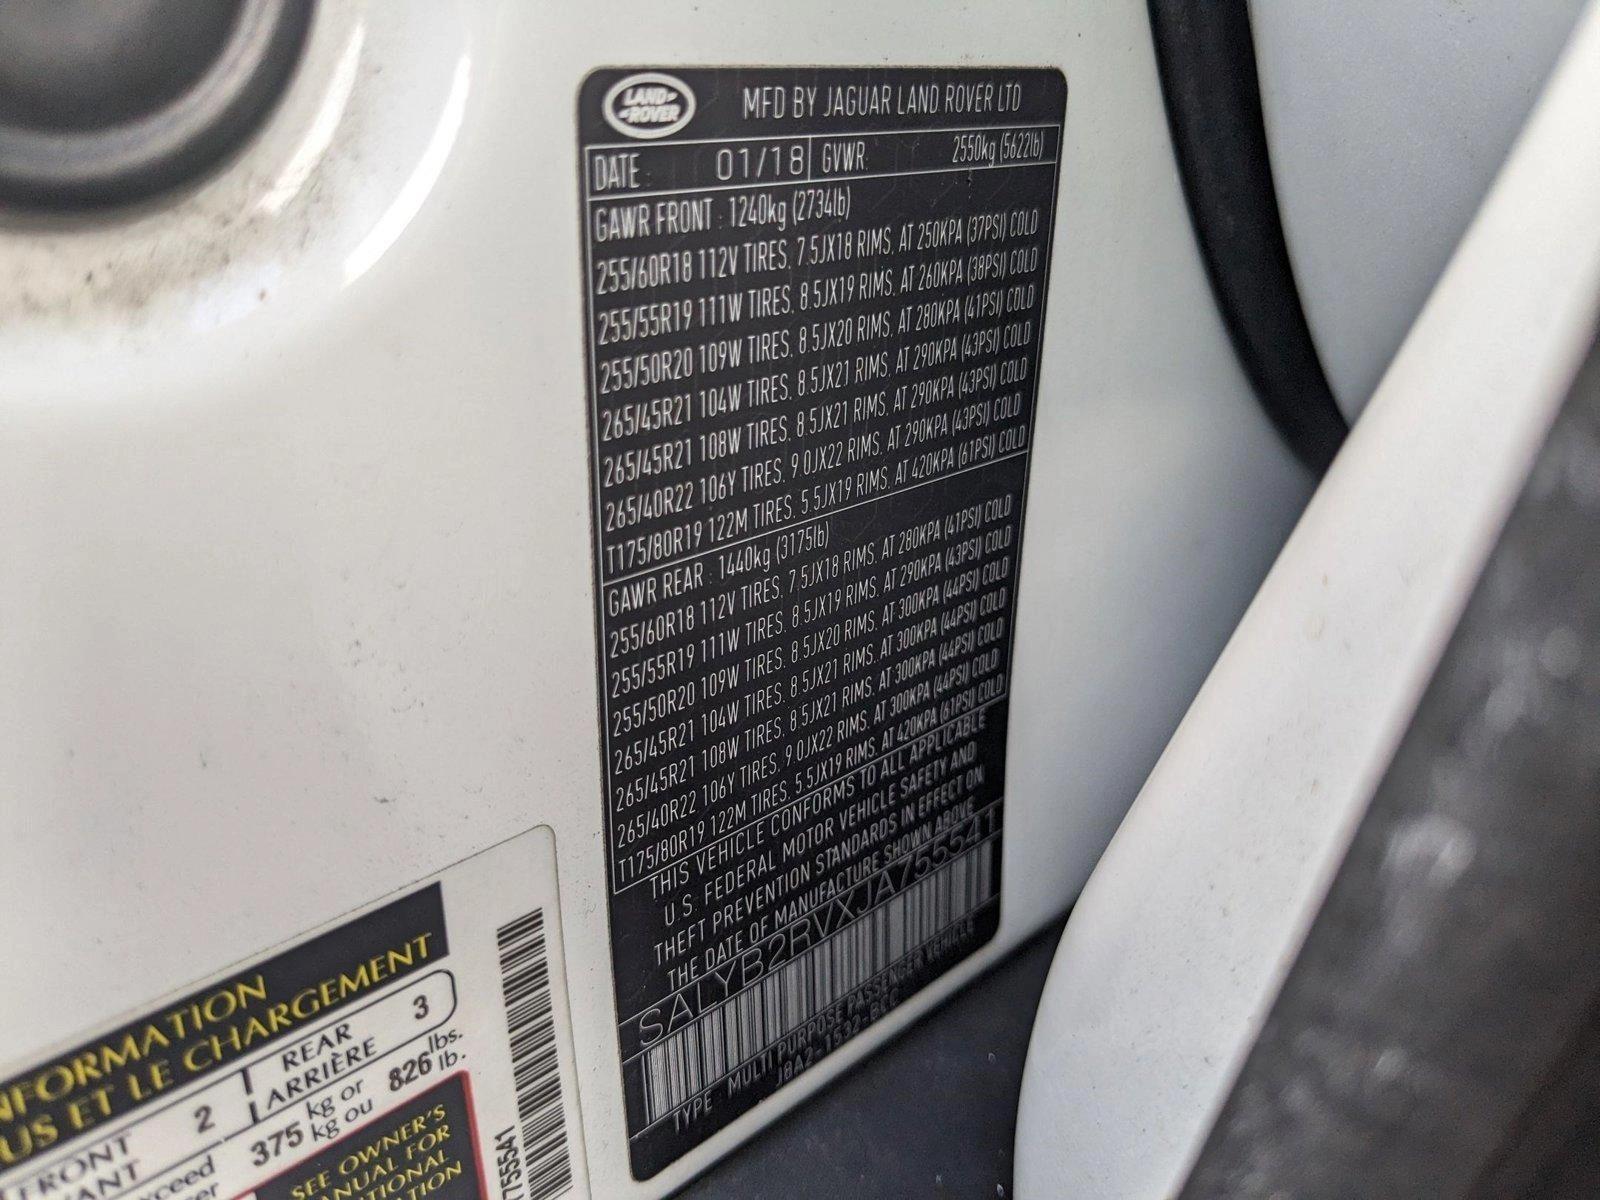 LAND-
-ROVER
MFD BY JAGUAR LAND ROVER LTD
DATE : 01/18 GVWR: 2550kg (5622lb)
GAWR FRONT : 1240kg (2734lb)
255/60R18 112V TIRES, 7.5JX18 RIMS, AT 250KPA (37PSI) COLD
255/55R19 111W TIRES, 8.5JX19 RIMS, AT 260KPA (38PSI) COLD
255/50R20 109W TIRES, 8.5JX20 RIMS, AT 280KPA (41PSI) COLD
265/45R21 104W TIRES, 8.5JX21 RIMS, AT 290KPA (43PSI) COLD
265/45R21 108W TIRES, 8.5JX21 RIMS, AT 290KPA (43PSI) COLD
265/40R22 106Y TIRES, 9.0JX22 RIMS, AT 290KPA (43PSI) COLD
T175/80R19 122M TIRES, 5.5JX19 RIMS, AT 420KPA (61PSI) COLD
GAWR REAR : 1440kg (3175lb)
255/60R18 112V TIRES, 7.5JX18 RIMS, AT 280KPA (41PSI) COLD
255/55R19 111W TIRES, 8.5JX19 RIMS, AT 290KPA (43PSI) COLD
255/50R20 109W TIRES, 8.5JX20 RIMS, AT 300KPA (44PSI) COLD
265/45R21 104W TIRES, 8.5JX21 RIMS, AT 300KPA (44PSI) COLD
265/45R21 108W TIRES, 8.5JX21 RIMS, AT 300KPA (44PSI) COLD
265/40R22 106Y TIRES, 9.0JX22 RIMS, AT 300KPA (44PSI) COLD
T175/80R19 122M TIRES, 5.5JX19 RIMS, AT 420KPA (61PSI) COLD
THIS VEHICLE CONFORMS TO ALL APPLICABLE
U.S. FEDERAL MOTOR VEHICLE SAFETY AND
THEFT PREVENTION STANDARDS IN EFFECT ON
THE DATE OF MANUFACTURE SHOWN ABOVE
SALYB2RVXJA755541
TYPE : MULTI PURPOSE PASSENGER VEHICLE
J8A2-1532-BLC
NFORMATION
US ET LE CHARGEMENT
FRONT 2 REAR 3
ANT ARRIÈRE
xceed 375 kg or 826 lbs.
kg ou lb.
SEE OWNER'S
MANUAL FOR
755541